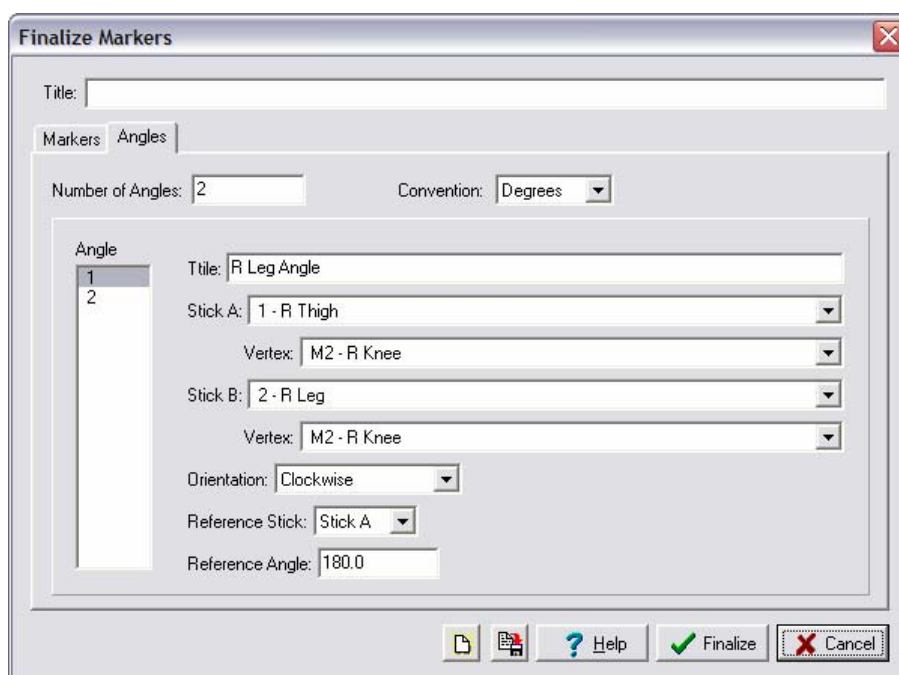 Finalize Markers
Title:
Markers Angles
Number of Angles: 2 Convention: Degrees
Angle
1
2
Ttile: R Leg Angle
Stick A: 1 - R Thigh
Vertex: M2 - R Knee
Stick B: 2 - R Leg
Vertex: M2 - R Knee
Orientation: Clockwise
Reference Stick: Stick A
Reference Angle: 180.0
? Help Finalize Cancel